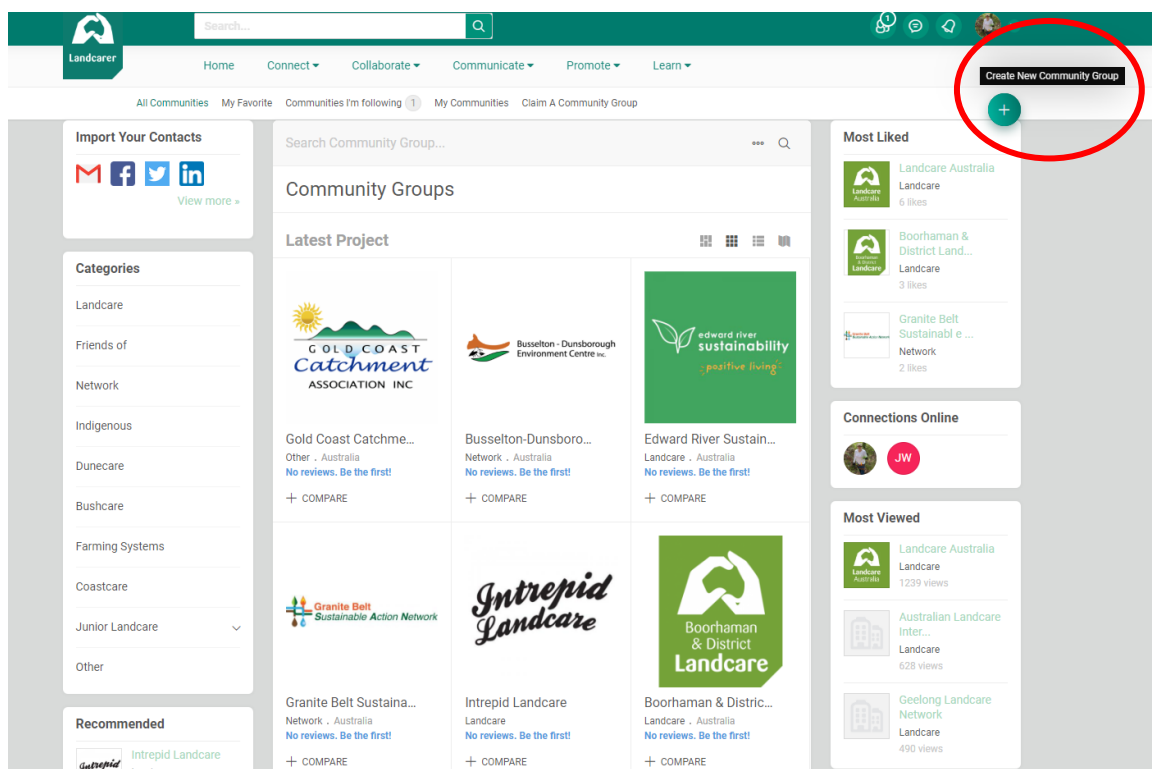 Landcarer
Search...
1
Home Connect Collaborate Communicate Promote Learn
Create New Community Group
All Communities My Favorite Communities I'm following 1 My Communities Claim A Community Group
+
Import Your Contacts
View more »
Categories
Landcare
Friends of
Network
Indigenous
Dunecare
Bushcare
Farming Systems
Coastcare
Junior Landcare
Other
Recommended
Intrepid
Intrepid Landcare
Search Community Group...
Community Groups
Latest Project
GOLD COAST
Catchment
ASSOCIATION INC
Gold Coast Catchme...
Other . Australia
No reviews. Be the first!
+ COMPARE
Busselton - Dunsborough
Environment Centre Inc.
Busselton-Dunsboro...
Network . Australia
No reviews. Be the first!
+ COMPARE
edward river
sustainability
positive living
Edward River Sustain...
Landcare . Australia
No reviews. Be the first!
+ COMPARE
Granite Belt
Sustainable Action Network
Granite Belt Sustaina...
Network . Australia
No reviews. Be the first!
+ COMPARE
Intrepid
Landcare
Intrepid Landcare
Landcare
No reviews. Be the first!
+ COMPARE
Boorhaman
& District
Landcare
Boorhaman & Distric...
Landcare . Australia
No reviews. Be the first!
+ COMPARE
Most Liked
Landcare
Australia
Landcare Australia
Landcare
6 likes
Boorhaman
& District
Landcare
Boorhaman &
District Land...
Landcare
3 likes
Granite Belt
Sustainabl e ...
Network
2 likes
Connections Online
JW
Most Viewed
Landcare
Australia
Landcare Australia
Landcare
1239 views
Australian Landcare
Inter...
Landcare
628 views
Geelong Landcare
Network
Landcare
490 views